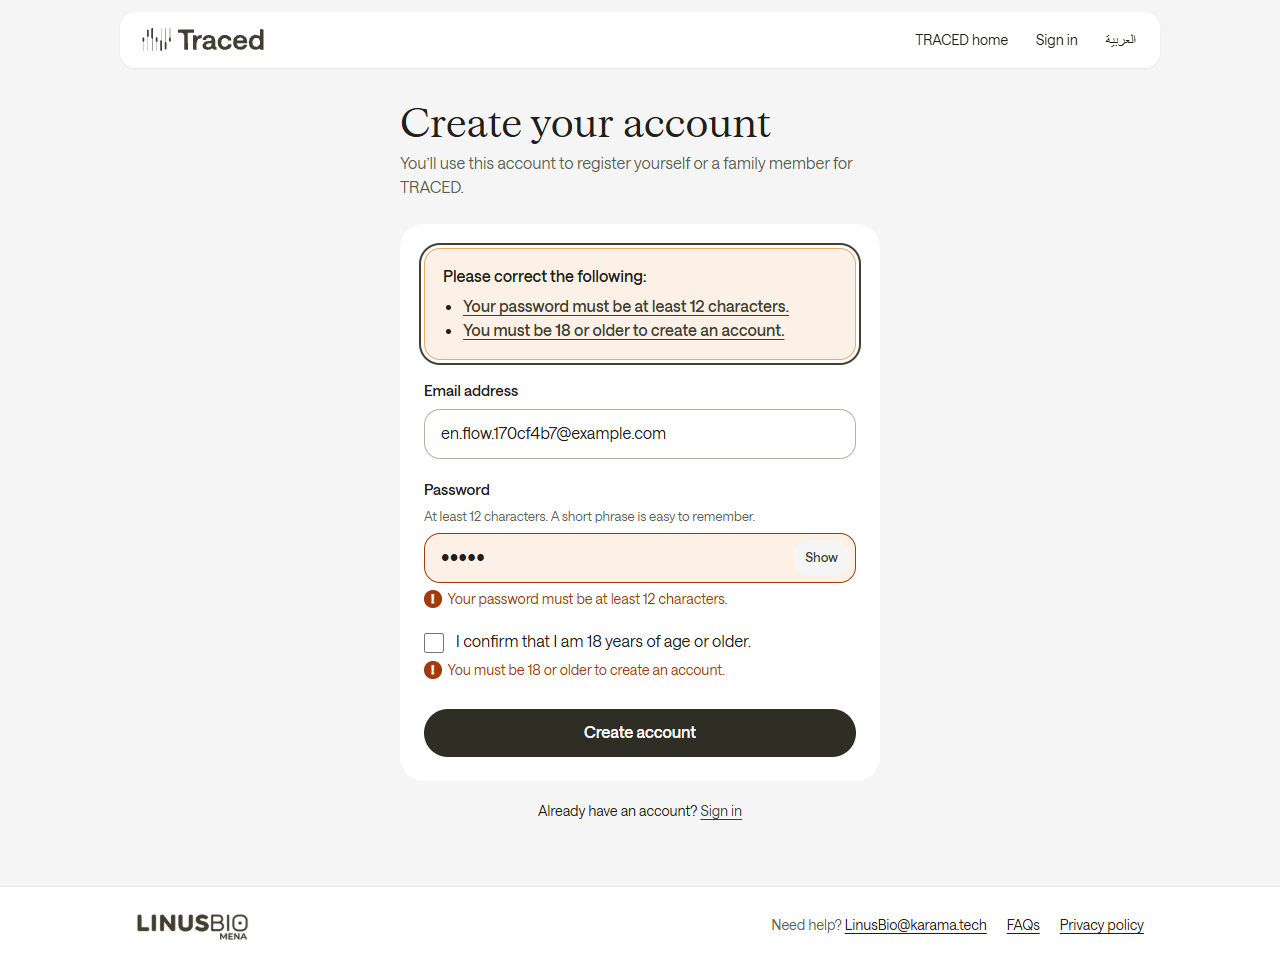 Traced
TRACED home
Sign in
العربية
Create your account
You’ll use this account to register yourself or a family member for
TRACED.
Please correct the following:
Your password must be at least 12 characters.
You must be 18 or older to create an account.
Email address
en.flow.170cf4b7@example.com
Password
At least 12 characters. A short phrase is easy to remember.
•••••
Show
! Your password must be at least 12 characters.
I confirm that I am 18 years of age or older.
! You must be 18 or older to create an account.
Create account
Already have an account? Sign in
LINUSBIO
MENA
Need help? LinusBio@karama.tech
FAQs
Privacy policy